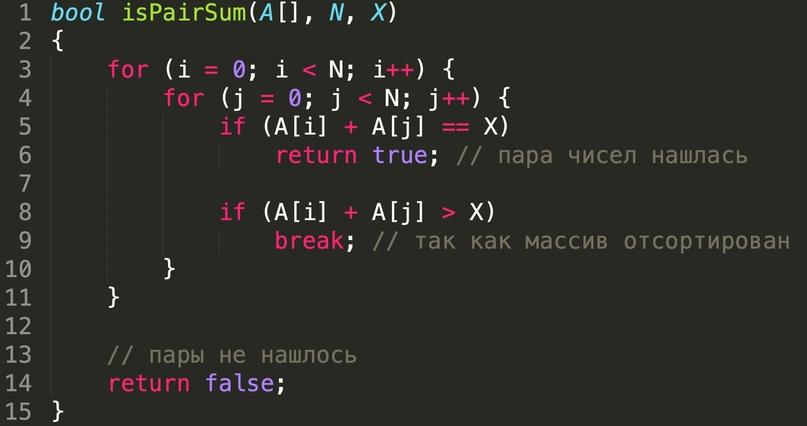 1 bool isPairSum(A[], N, X)
2 {
3     for (i = 0; i < N; i++) {
4         for (j = 0; j < N; j++) {
5             if (A[i] + A[j] == X)
6                 return true; // пара чисел нашлась
7
8             if (A[i] + A[j] > X)
9                 break; // так как массив отсортирован
10         }
11     }
12
13     // пары не нашлось
14     return false;
15 }